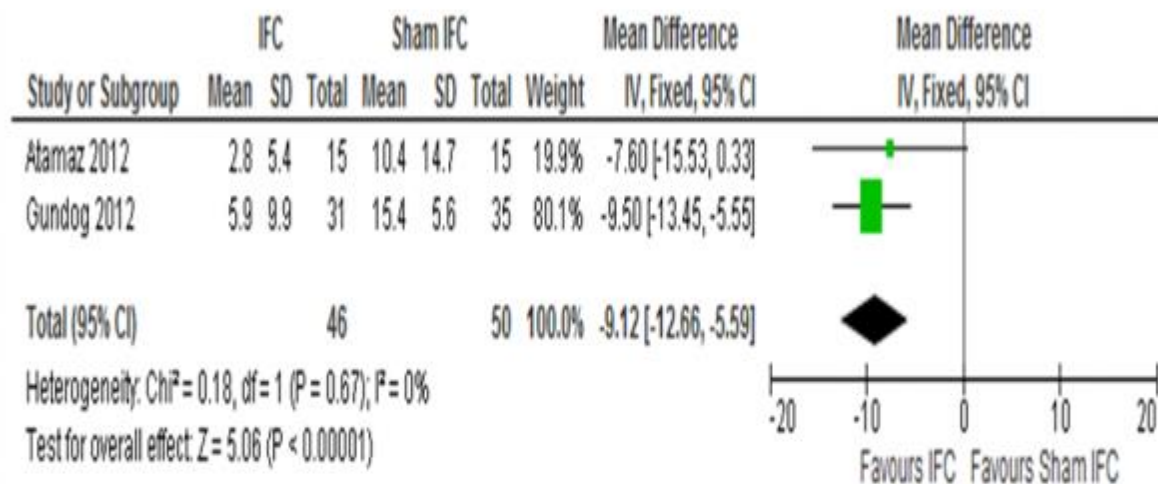 IFC Sham IFC Mean Difference Mean Difference
Study or Subgroup Mean SD Total Mean SD Total Weight IV, Fixed, 95% CI IV, Fixed, 95% CI
Atamaz 2012 2.8 5.4 15 10.4 14.7 15 19.9% -7.60 [-15.53, 0.33]
Gundog 2012 5.9 9.9 31 15.4 5.6 35 80.1% -9.50 [-13.45, -5.55]
Total (95% CI) 46 50 100.0% -9.12 [-12.66, -5.59]
Heterogeneity: Chi² = 0.18, df = 1 (P = 0.67); I² = 0%
Test for overall effect: Z = 5.06 (P < 0.00001)
-20 -10 0 10 20
Favours IFC Favours Sham IFC